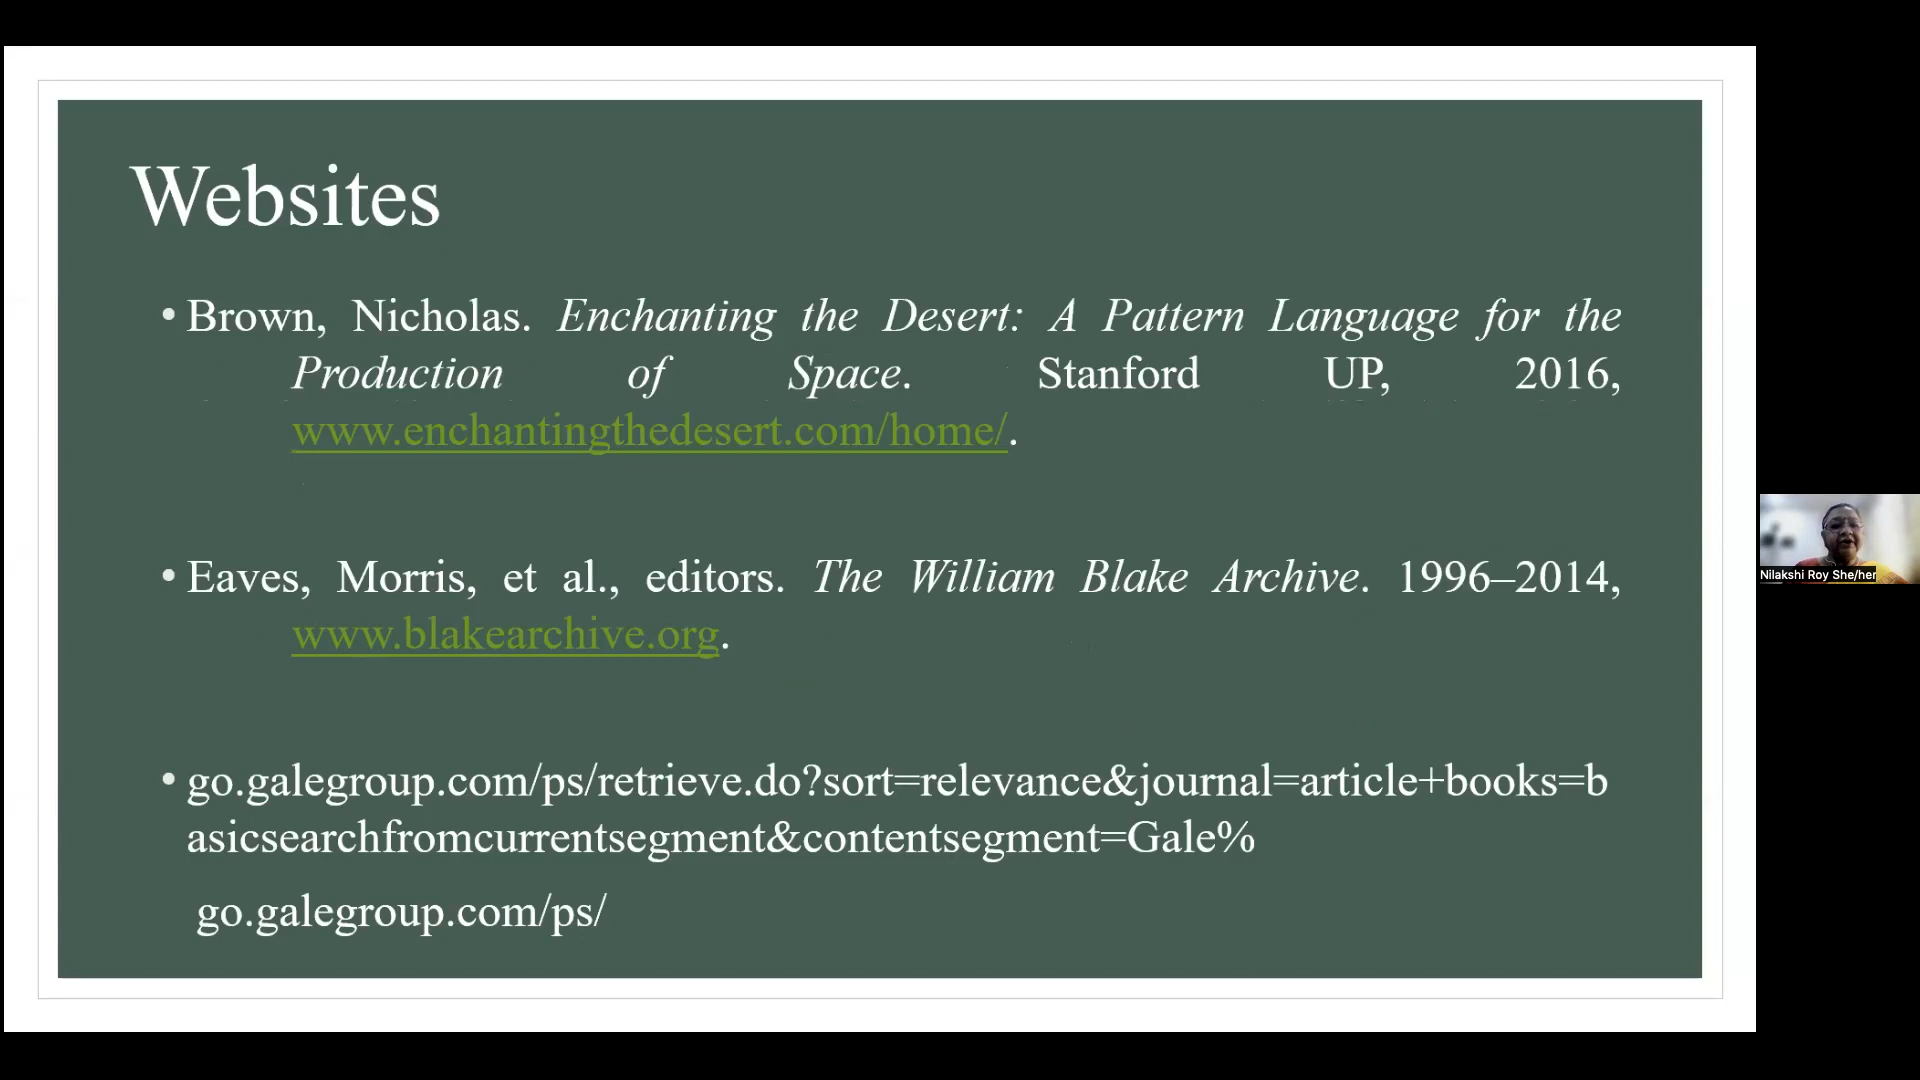 Websites
• Brown, Nicholas. Enchanting the Desert: A Pattern Language for the
Production of Space. Stanford UP, 2016,
www.enchantingthedesert.com/home/.
• Eaves, Morris, et al., editors. The William Blake Archive. 1996–2014,
www.blakearchive.org.
• go.galegroup.com/ps/retrieve.do?sort=relevance&journal=article+books=b
asicsearchfromcurrentsegment&contentsegment=Gale%
go.galegroup.com/ps/
Nilakshi Roy She/her